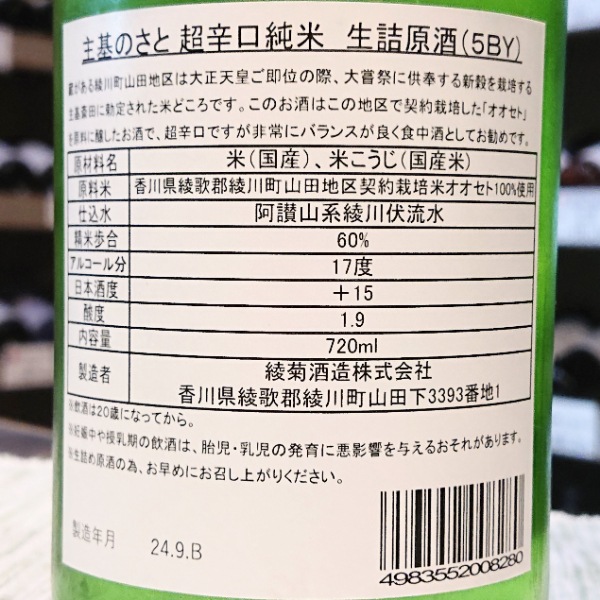 主基のさと 超辛口純米 生詰原酒(5BY)
蔵がある綾川町山田地区は大正天皇ご即位の際、大嘗祭に供奉する新穀を栽培する
主基斎田に勅定された米どころです。このお酒はこの地区で契約栽培した「オオセト」
を原料に醸したお酒で、超辛口ですが非常にバランスが良く食中酒としてお勧めです。
原材料名 米(国産)、米こうじ(国産米)
原料米 香川県綾歌郡綾川町山田地区契約栽培米オオセト100%使用
仕込水 阿讃山系綾川伏流水
精米歩合 60%
アルコール分 17度
日本酒度 +15
酸度 1.9
内容量 720ml
製造者 綾菊酒造株式会社
香川県綾歌郡綾川町山田下3393番地1
※飲酒は20歳になってから。
※妊娠中や授乳期の飲酒は、胎児・乳児の発育に悪影響を与えるおそれがあります。
※生詰め原酒の為、お早めにお召し上がりください。
製造年月 24.9.B
4983552008280